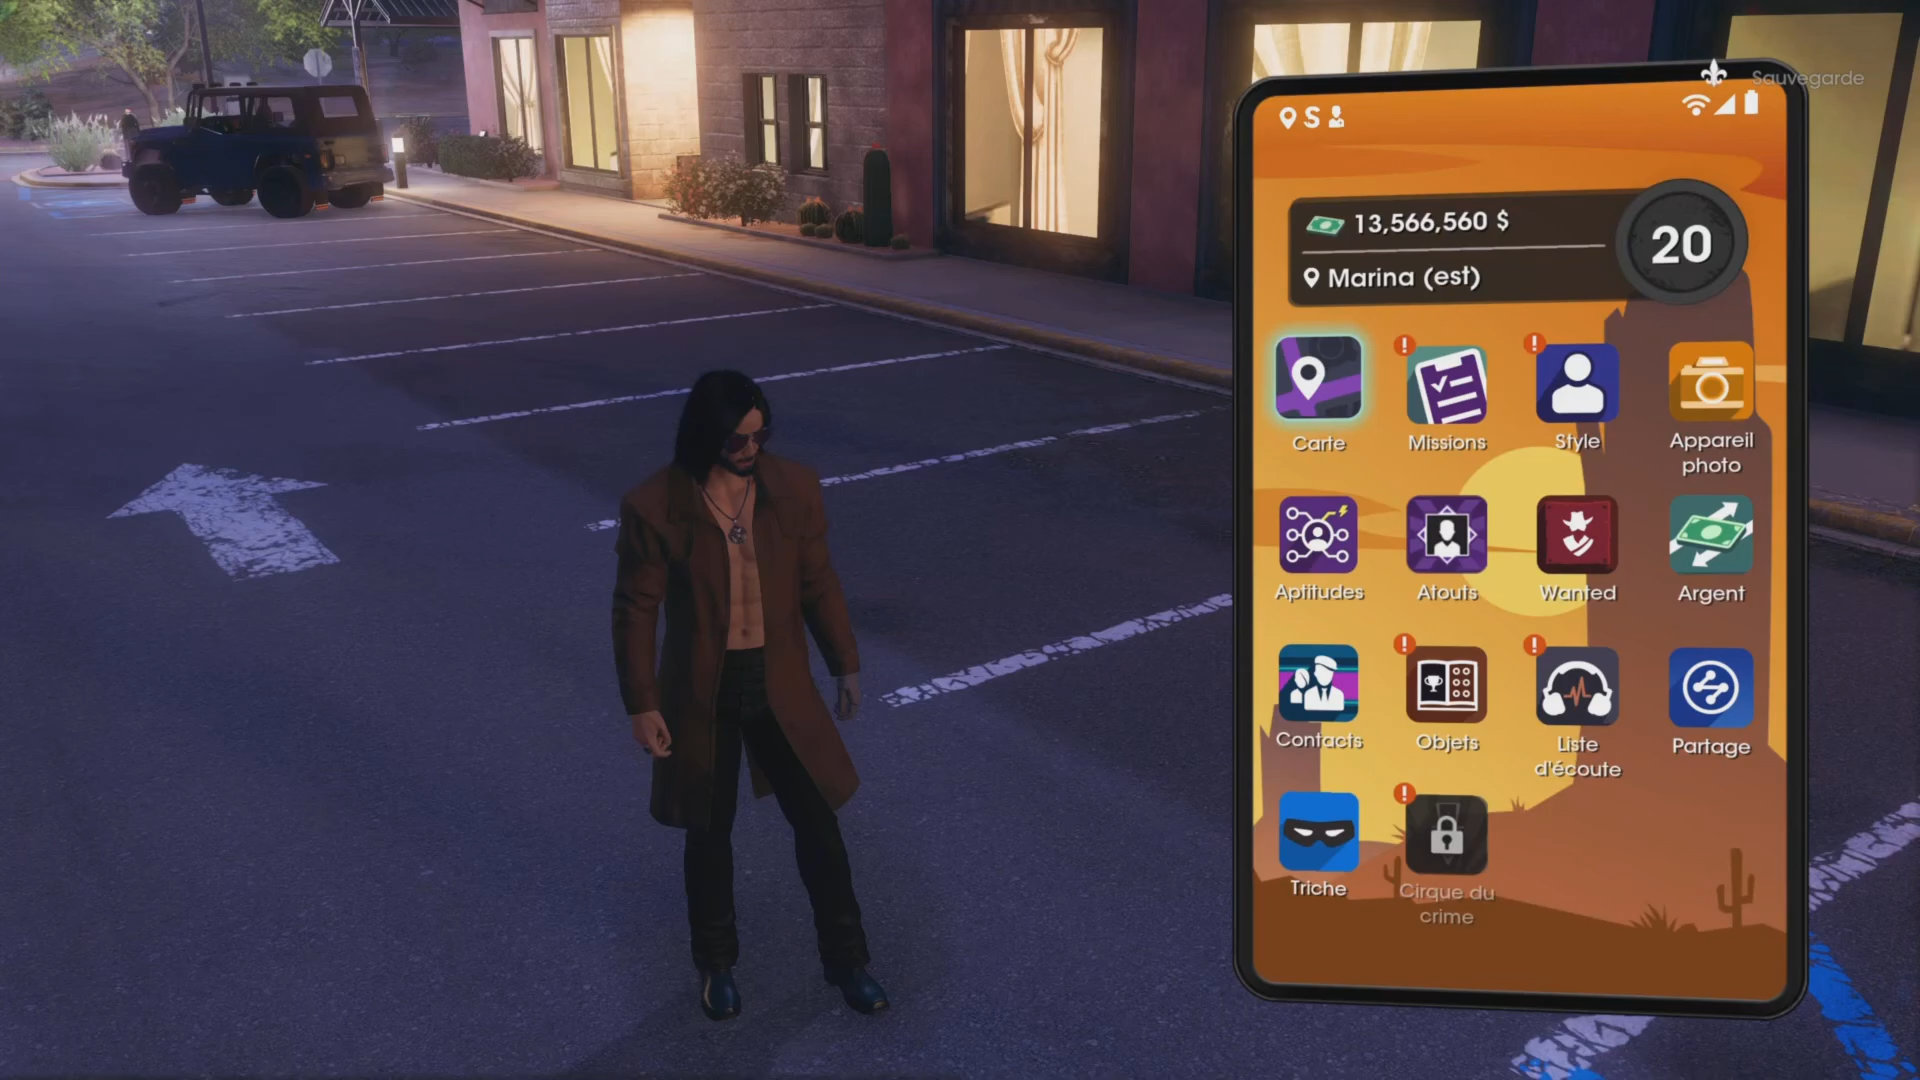 Sauvegarde
S
13,566,560 $
20
Marina (est)
Carte
Missions
Style
Appareil
photo
Aptitudes
Atouts
Wanted
Argent
Contacts
Objets
Liste
d'écoute
Partage
Triche
Cirque du
crime